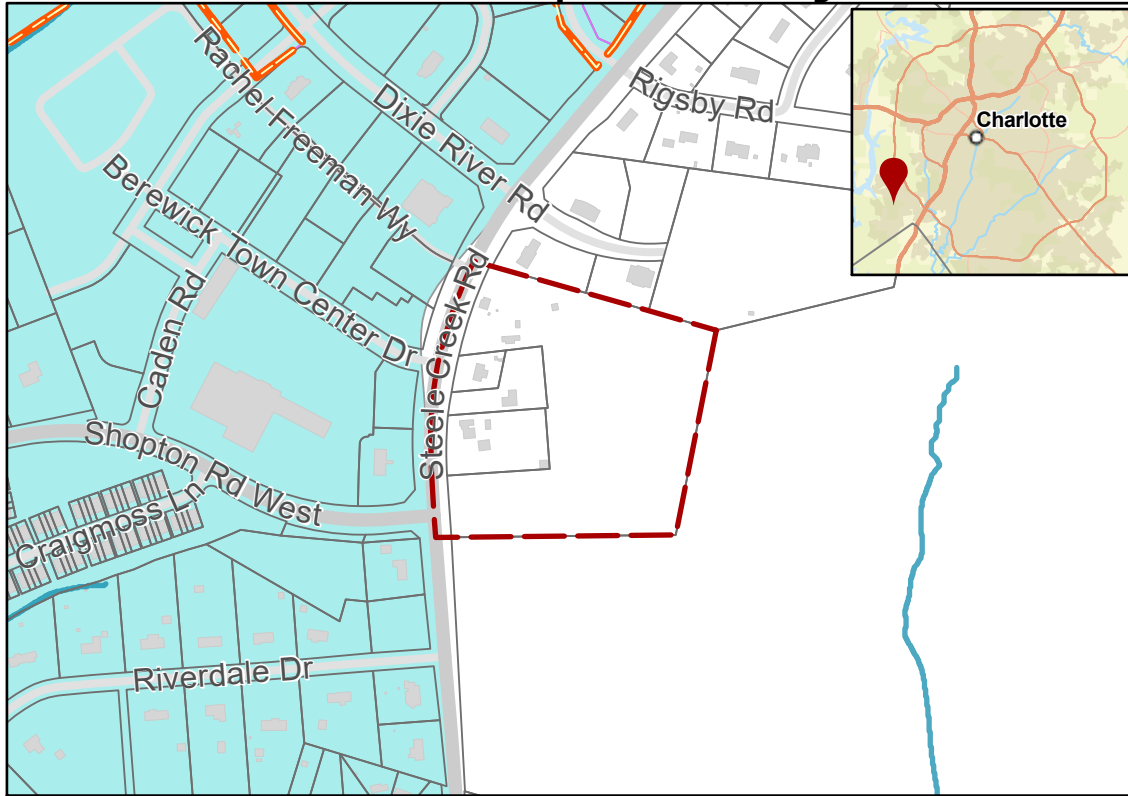 Charlotte
Rachel Freeman Wy
Rigsby Rd
Dixie River Rd
Berewick Town Center Dr
Caden Rd
Steele Creek Rd
Shopton Rd West
Craigmoss Ln
Riverdale Dr